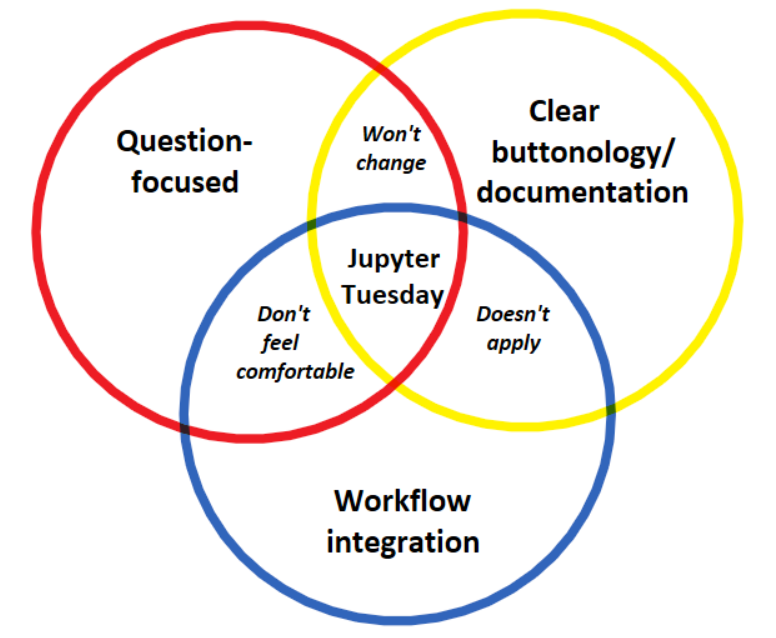 Question-
focused
Clear
buttonology/
documentation
Won't
change
Jupyter
Tuesday
Don't
feel
comfortable
Doesn't
apply
Workflow
integration